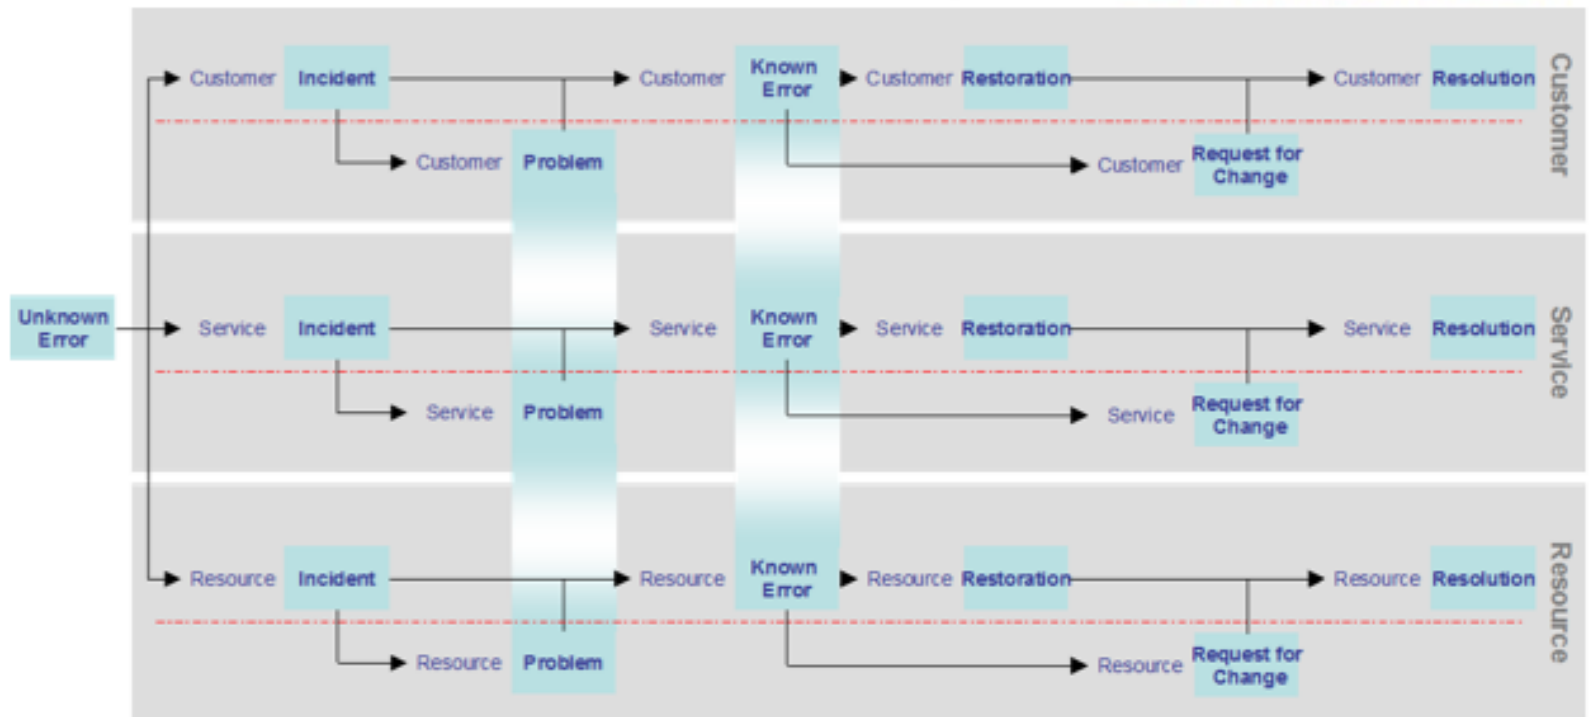 Customer Incident Customer Known Error Customer Restoration Customer Resolution
Customer Problem Customer Request for Change
Customer
Unknown Error
Service Incident Service Known Error Service Restoration Service Resolution
Service Problem Service Request for Change
Service
Resource Incident Resource Known Error Resource Restoration Resource Resolution
Resource Problem Resource Request for Change
Resource